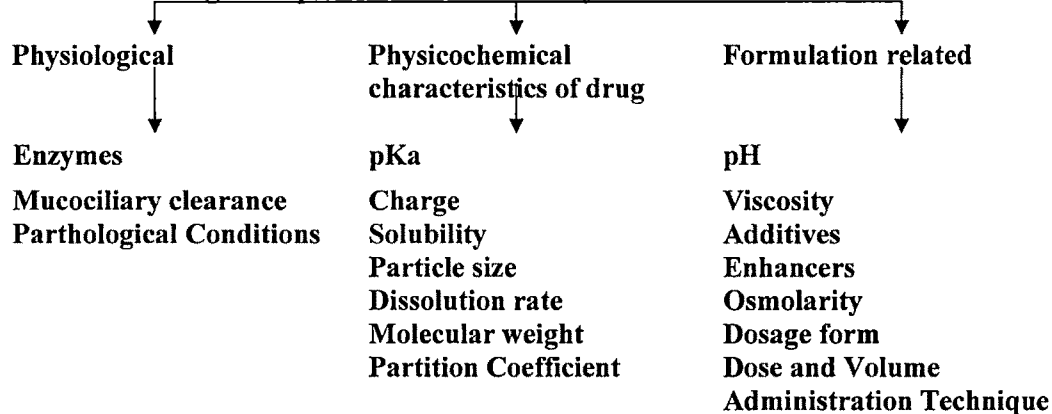 Physiological
Physicochemical
characteristics of drug
Formulation related
Enzymes
Mucociliary clearance
Parthological Conditions
pKa
Charge
Solubility
Particle size
Dissolution rate
Molecular weight
Partition Coefficient
pH
Viscosity
Additives
Enhancers
Osmolarity
Dosage form
Dose and Volume
Administration Technique